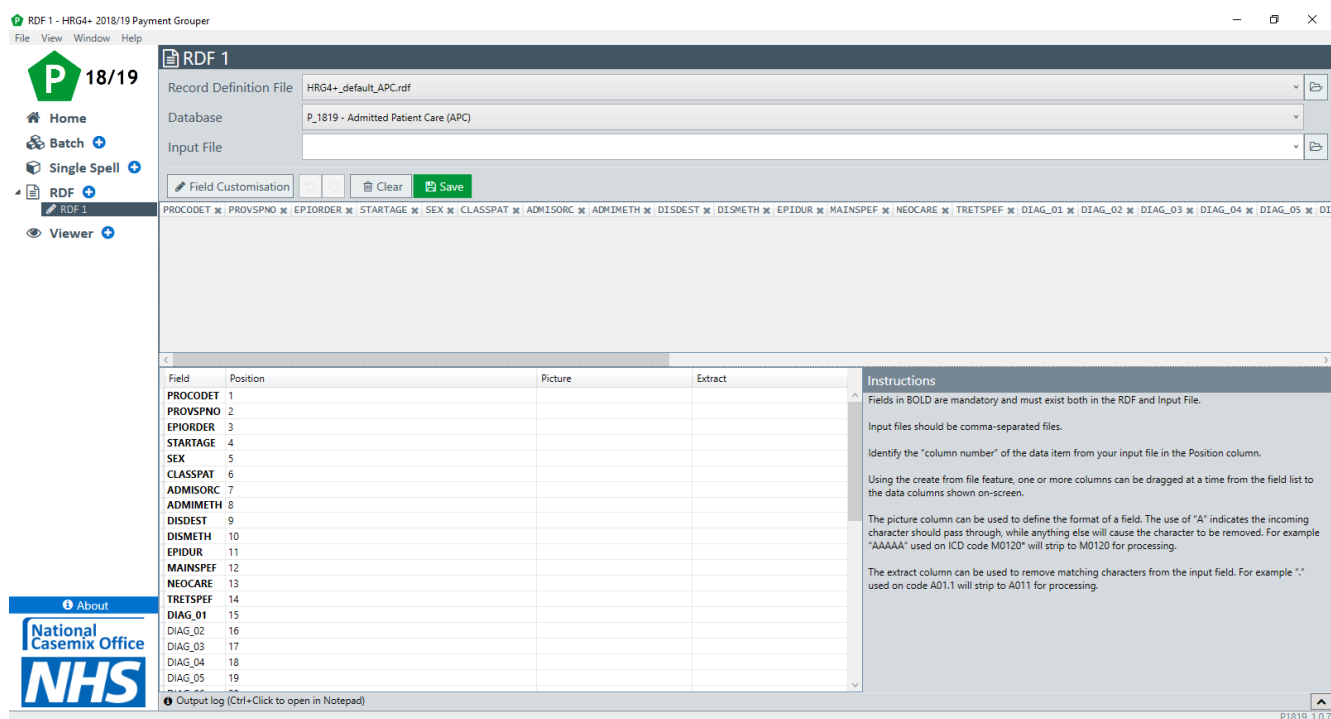 RDF 1 - HRG4+ 2018/19 Payment Grouper
File View Window Help
P 18/19
Home
Batch
Single Spell
RDF
RDF 1
Viewer
About
National
Casemix Office
NHS
RDF 1
Record Definition File HRG4+_default_APC.rdf
Database P_1819 - Admitted Patient Care (APC)
Input File
Field Customisation Clear Save
PROCODET PROVSPNO EPIORDER STARTAGE SEX CLASSPAT ADMISORC ADMIMETH DISDEST DISMETH EPIDUR MAINSPEF NEOCARE TRETSPEF DIAG_01 DIAG_02 DIAG_03 DIAG_04 DIAG_05 DI
Field Position Picture Extract
PROCODET 1
PROVSPNO 2
EPIORDER 3
STARTAGE 4
SEX 5
CLASSPAT 6
ADMISORC 7
ADMIMETH 8
DISDEST 9
DISMETH 10
EPIDUR 11
MAINSPEF 12
NEOCARE 13
TRETSPEF 14
DIAG_01 15
DIAG_02 16
DIAG_03 17
DIAG_04 18
DIAG_05 19
Instructions
Fields in BOLD are mandatory and must exist both in the RDF and Input File.
Input files should be comma-separated files.
Identify the "column number" of the data item from your input file in the Position column.
Using the create from file feature, one or more columns can be dragged at a time from the field list to
the data columns shown on-screen.
The picture column can be used to define the format of a field. The use of "A" indicates the incoming
character should pass through, while anything else will cause the character to be removed. For example
"AAAAA" used on ICD code M0120* will strip to M0120 for processing.
The extract column can be used to remove matching characters from the input field. For example "."
used on code A01.1 will strip to A011 for processing.
Output log (Ctrl+Click to open in Notepad)
P1819_1.0.7